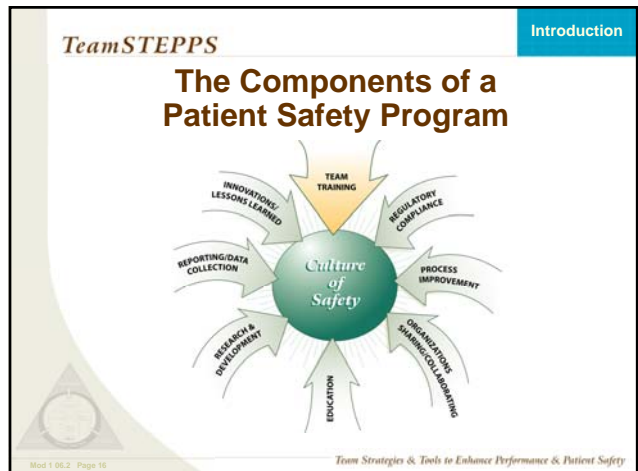 TeamSTEPPS
Introduction
The Components of a
Patient Safety Program
TEAM
TRAINING
REGULATORY
COMPLIANCE
PROCESS
IMPROVEMENT
ORGANIZATIONS
SHARING/COLLABORATING
EDUCATION
RESEARCH &
DEVELOPMENT
REPORTING/DATA
COLLECTION
INNOVATIONS/
LESSONS LEARNED
Culture
of
Safety
Mod 1 06.2 Page 16
Team Strategies & Tools to Enhance Performance & Patient Safety